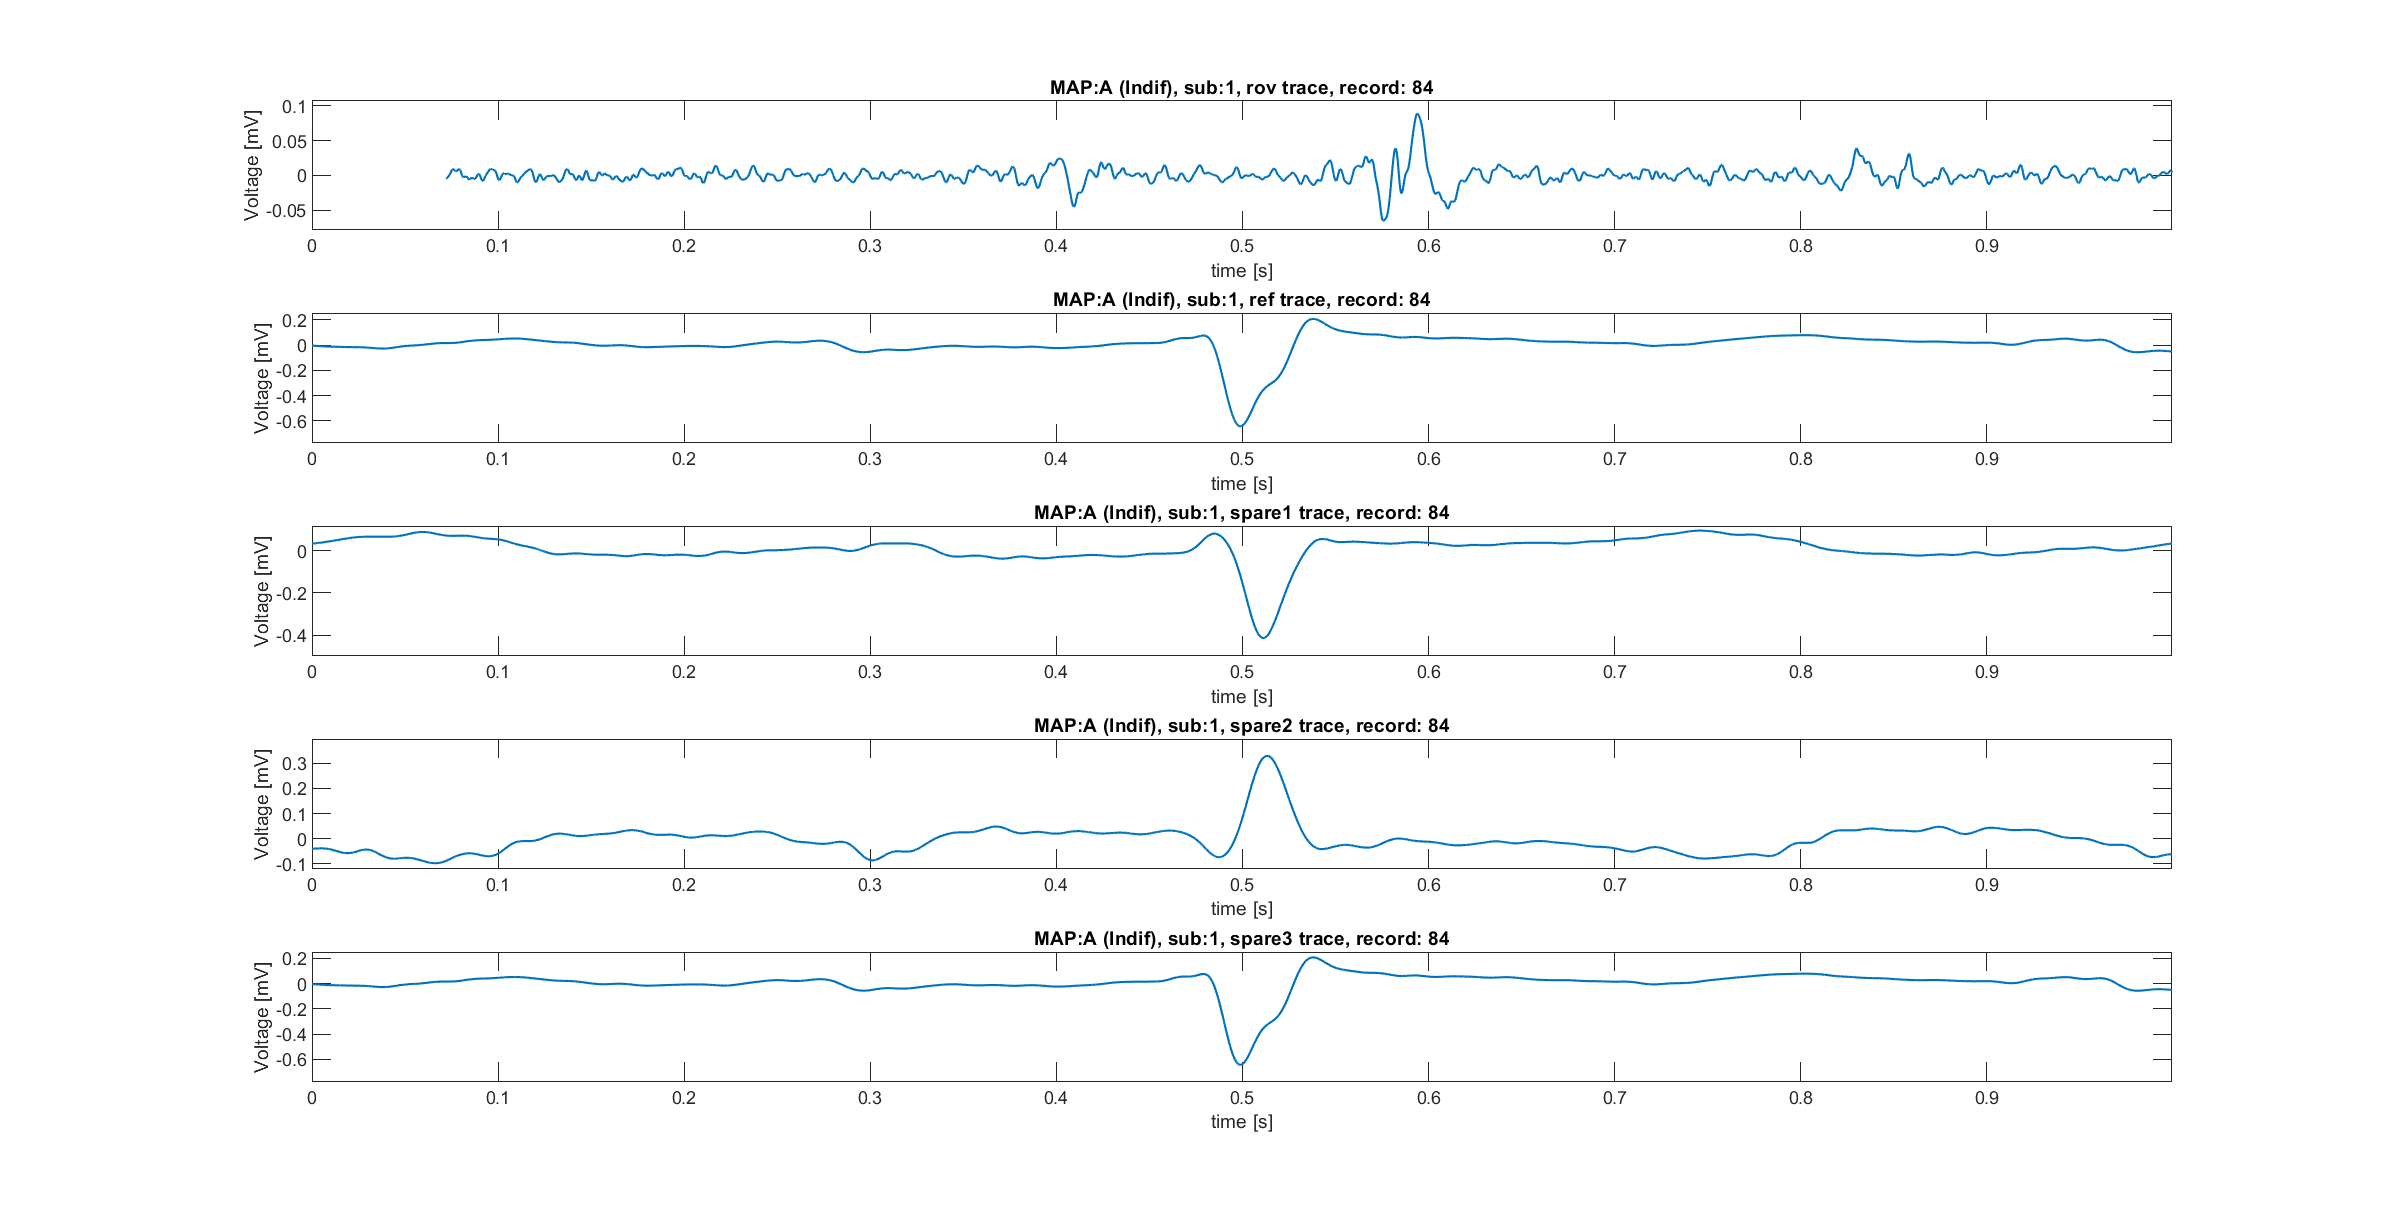 MAP:A (Indif), sub:1, rov trace, record: 84
Voltage [mV]
0.1
0.05
0
-0.05
0 0.1 0.2 0.3 0.4 0.5 0.6 0.7 0.8 0.9
time [s]
MAP:A (Indif), sub:1, ref trace, record: 84
Voltage [mV]
0.2
0
-0.2
-0.4
-0.6
0 0.1 0.2 0.3 0.4 0.5 0.6 0.7 0.8 0.9
time [s]
MAP:A (Indif), sub:1, spare1 trace, record: 84
Voltage [mV]
0
-0.2
-0.4
0 0.1 0.2 0.3 0.4 0.5 0.6 0.7 0.8 0.9
time [s]
MAP:A (Indif), sub:1, spare2 trace, record: 84
Voltage [mV]
0.3
0.2
0.1
0
-0.1
0 0.1 0.2 0.3 0.4 0.5 0.6 0.7 0.8 0.9
time [s]
MAP:A (Indif), sub:1, spare3 trace, record: 84
Voltage [mV]
0.2
0
-0.2
-0.4
-0.6
0 0.1 0.2 0.3 0.4 0.5 0.6 0.7 0.8 0.9
time [s]